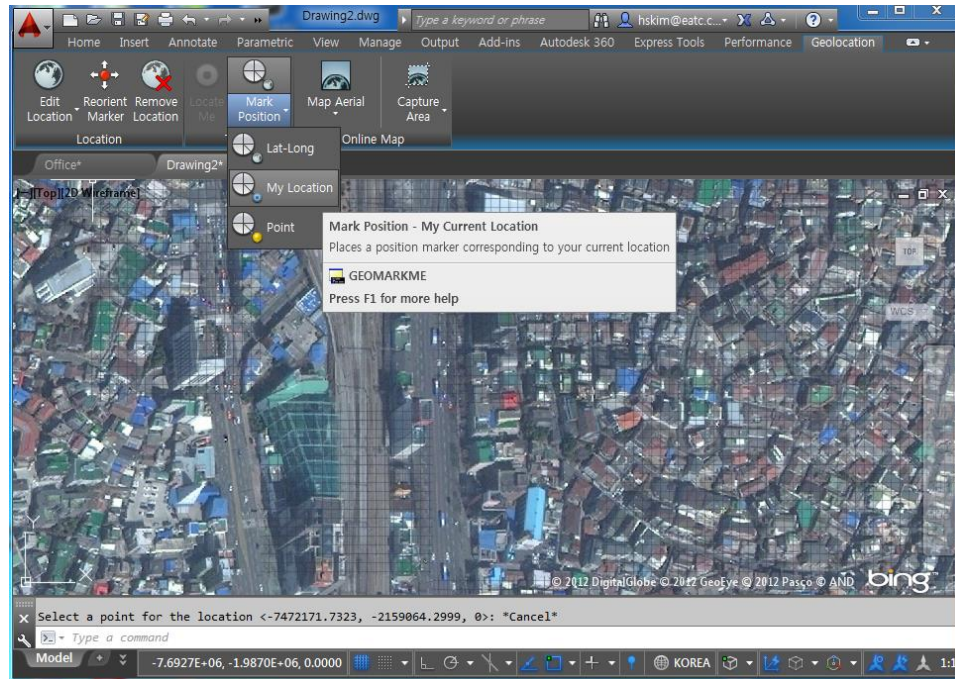 Drawing2.dwg
Type a keyword or phrase
hskim@eatc.c...
Home Insert Annotate Parametric View Manage Output Add-ins Autodesk 360 Express Tools Performance Geolocation
Edit Location
Reorient Marker
Remove Location
Locate Me
Mark Position
Map Aerial
Capture Area
Location
Online Map
Office*
Drawing2*
Lat-Long
My Location
Point
[-][Top][2D Wireframe]
Mark Position - My Current Location
Places a position marker corresponding to your current location
GEOMARKME
Press F1 for more help
TOP
WCS
© 2012 DigitalGlobe © 2012 GeoEye © 2012 Pasco © AND bing
Select a point for the location <-7472171.7323, -2159064.2999, 0>: *Cancel*
Type a command
Model
-7.6927E+06, -1.9870E+06, 0.0000
KOREA